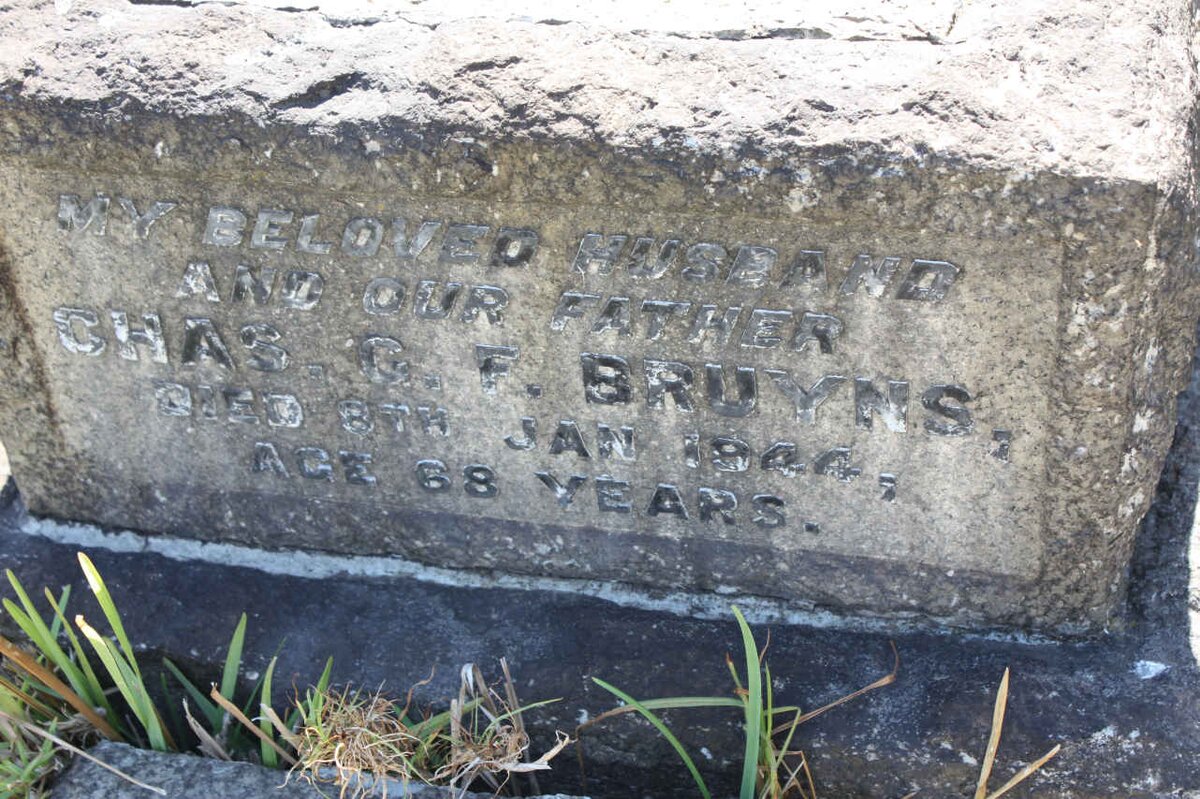 MY BELOVED HUSBAND
AND OUR FATHER
CHAS. G. F. BRUYNS,
DIED 8TH JAN 1944,
AGE 68 YEARS.